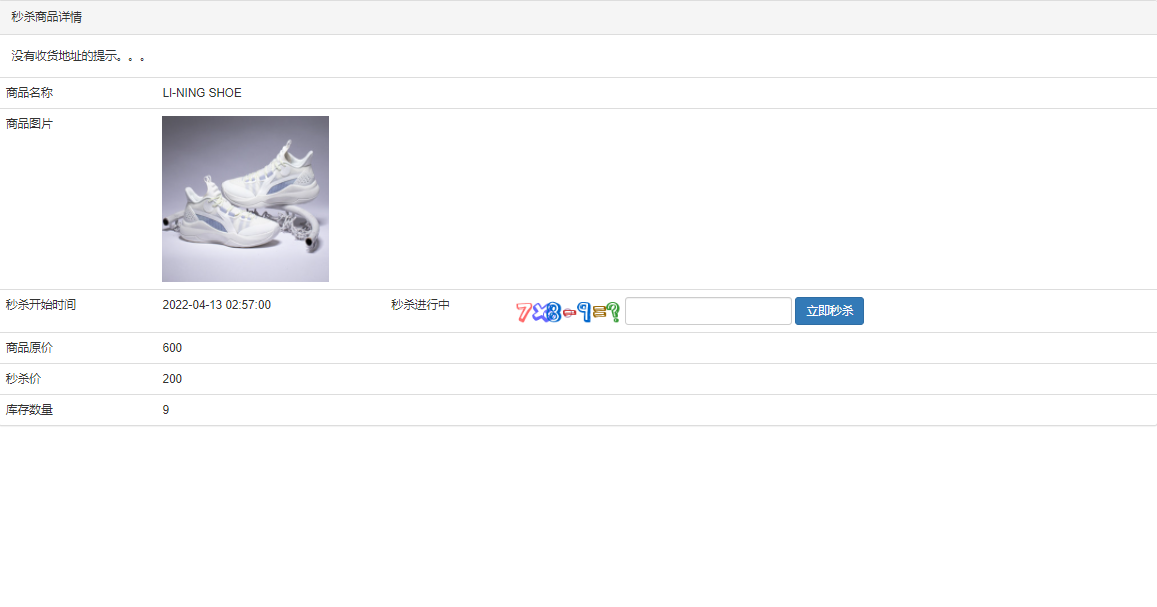 秒杀商品详情
没有收货地址的提示。。。
商品名称 LI-NING SHOE
商品图片
秒杀开始时间 2022-04-13 02:57:00 秒杀进行中 7x8-9=? 立即秒杀
商品原价 600
秒杀价 200
库存数量 9